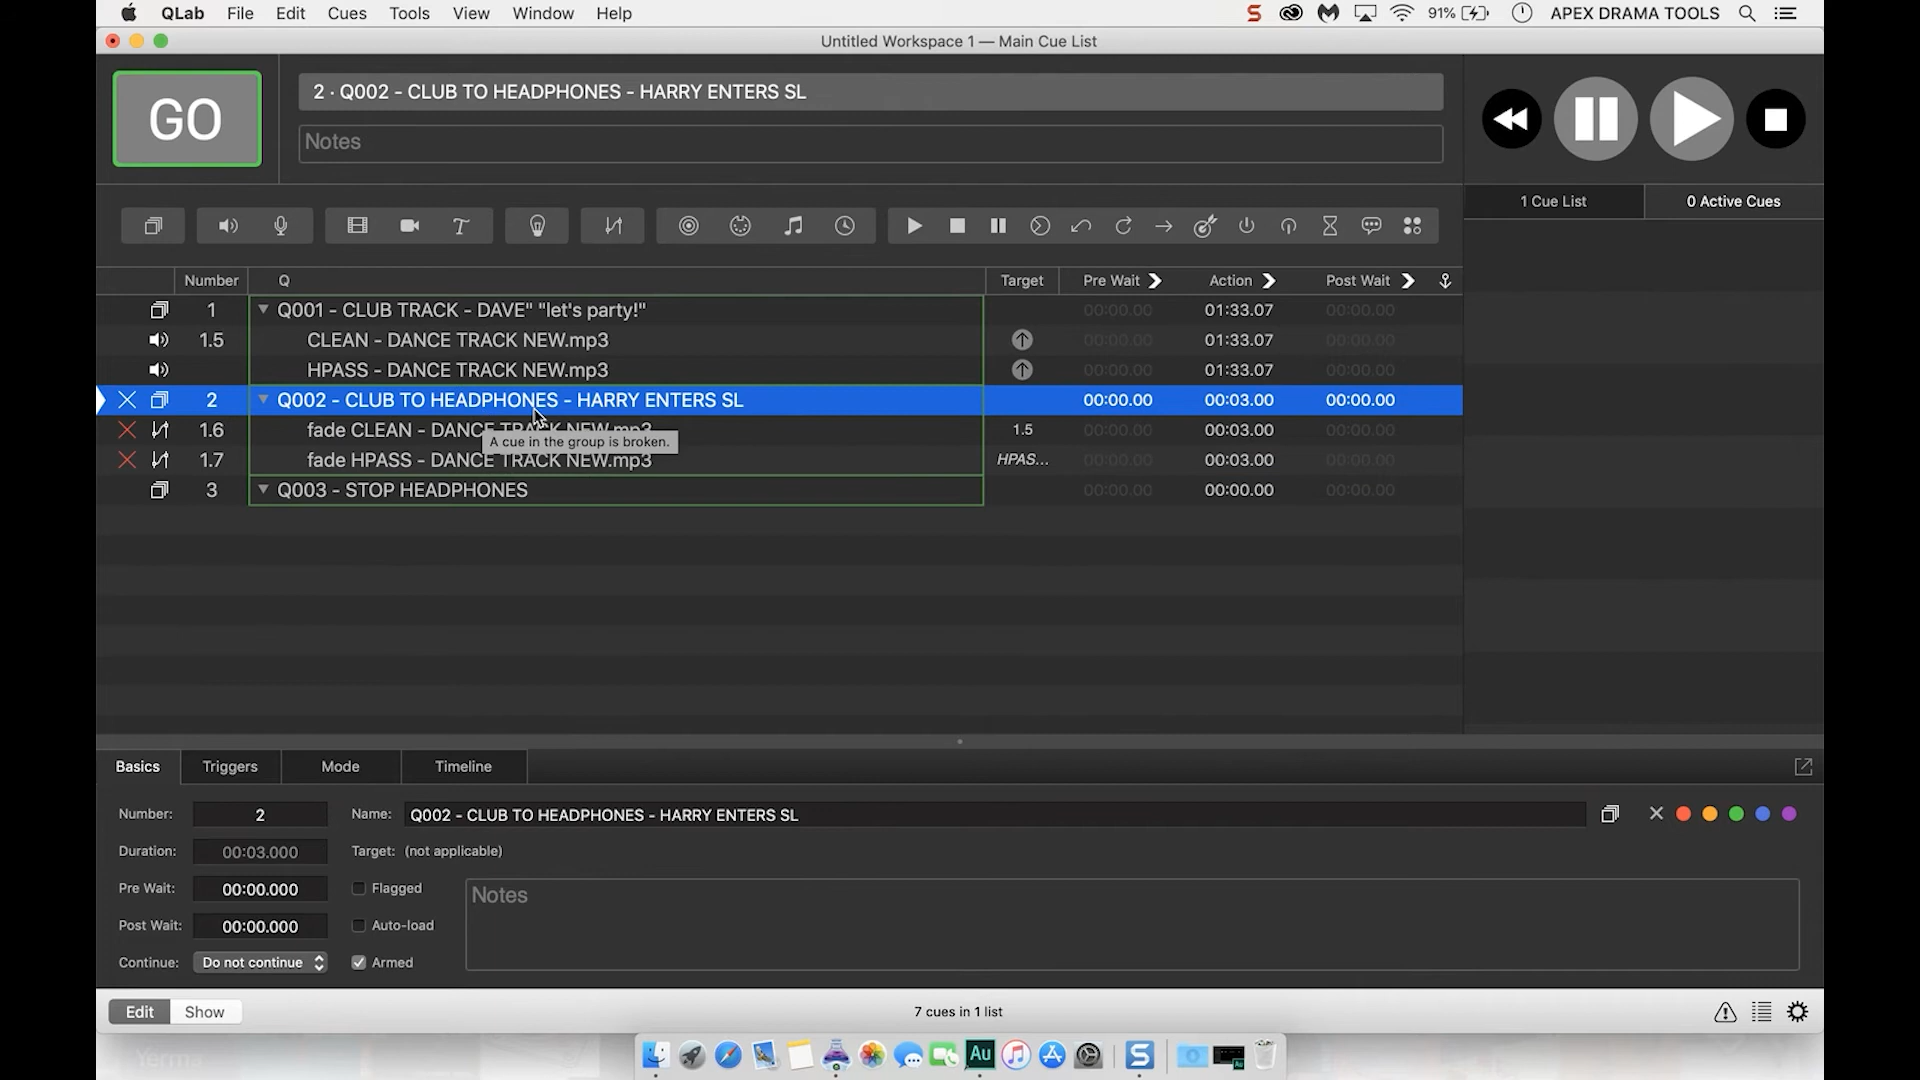 QLab File Edit Cues Tools View Window Help 91% APEX DRAMA TOOLS
Untitled Workspace 1 — Main Cue List
GO
2 · Q002 - CLUB TO HEADPHONES - HARRY ENTERS SL
Notes
1 Cue List 0 Active Cues
Number Q Target Pre Wait Action Post Wait
1 Q001 - CLUB TRACK - DAVE" "let's party!" 00:00.00 01:33.07 00:00.00
1.5 CLEAN - DANCE TRACK NEW.mp3 00:00.00 01:33.07 00:00.00
HPASS - DANCE TRACK NEW.mp3 00:00.00 01:33.07 00:00.00
2 Q002 - CLUB TO HEADPHONES - HARRY ENTERS SL 00:00.00 00:03.00 00:00.00
1.6 fade CLEAN - DANCE TRACK NEW.mp3 1.5 00:00.00 00:03.00 00:00.00
A cue in the group is broken.
1.7 fade HPASS - DANCE TRACK NEW.mp3 HPAS... 00:00.00 00:03.00 00:00.00
3 Q003 - STOP HEADPHONES 00:00.00 00:00.00 00:00.00
Basics Triggers Mode Timeline
Number: 2 Name: Q002 - CLUB TO HEADPHONES - HARRY ENTERS SL
Duration: 00:03.000 Target: (not applicable)
Pre Wait: 00:00.000 Flagged Notes
Post Wait: 00:00.000 Auto-load
Continue: Do not continue Armed
Edit Show 7 cues in 1 list
Yerma
Au